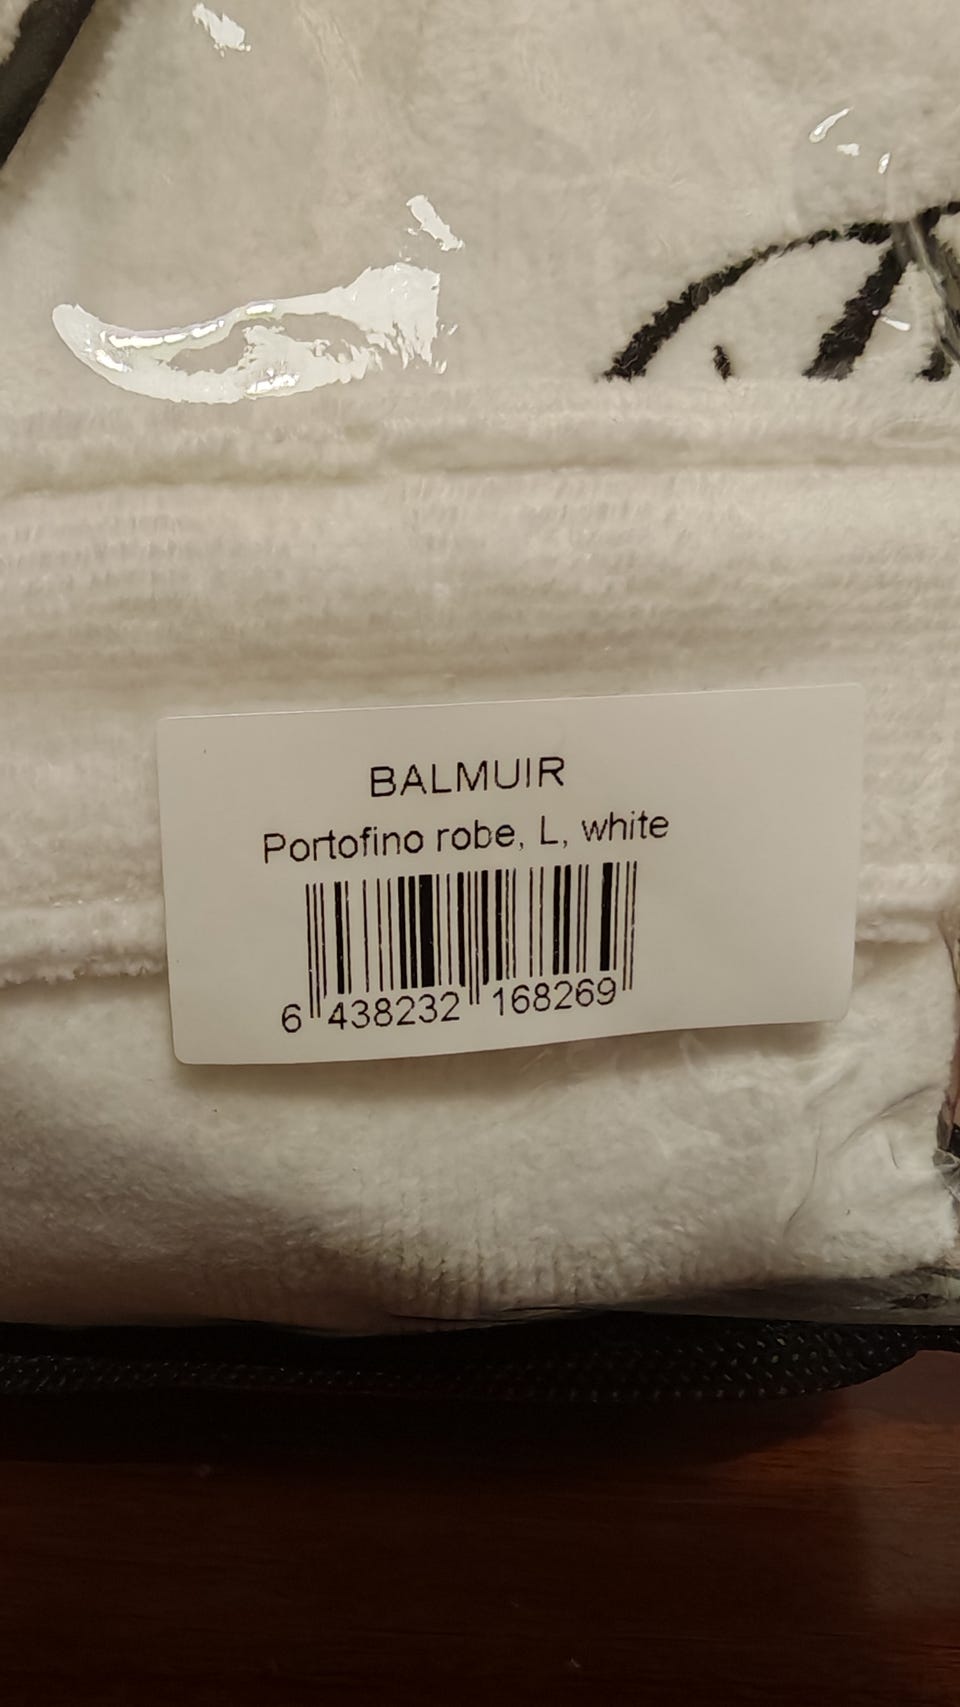 BALMUIR
Portofino robe, L, white
6 438232 168269